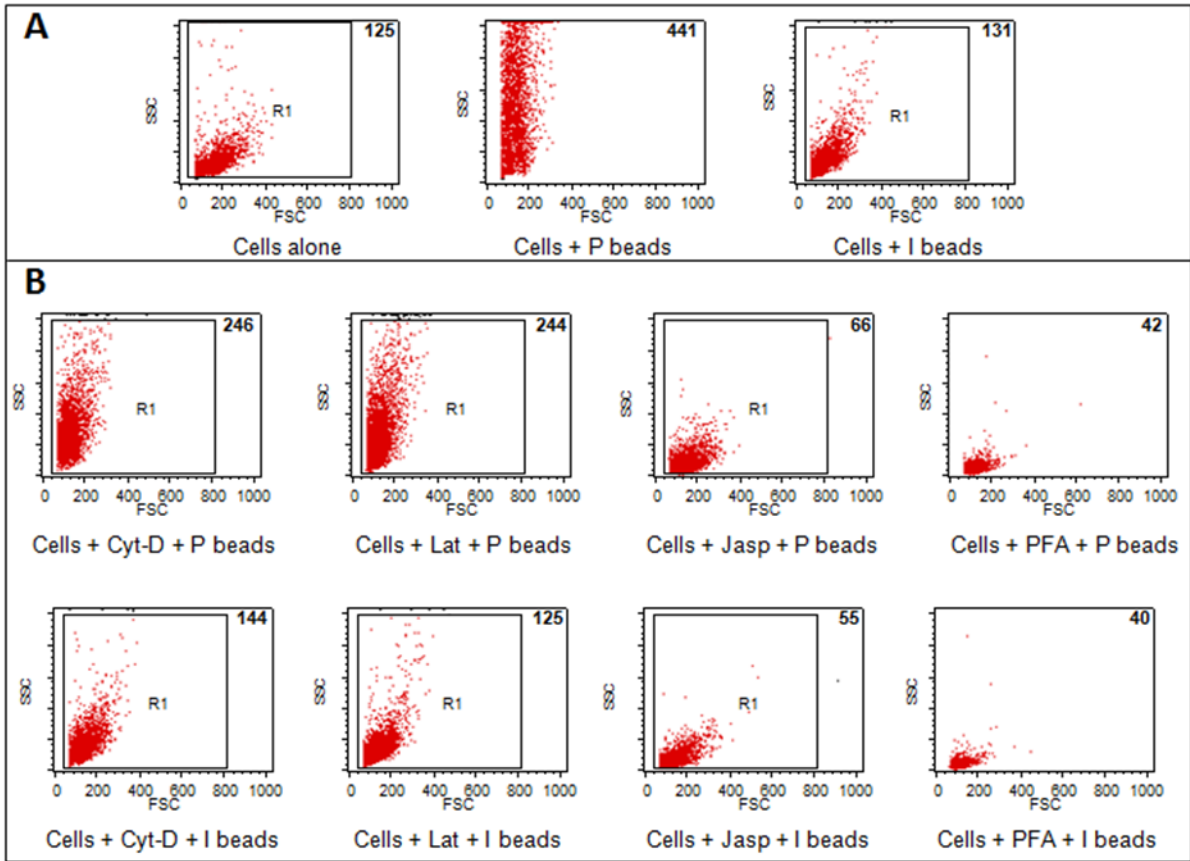 A
125
441
131
SSC
R1
SSC
SSC
R1
0 200 400 600 800 1000
0 200 400 600 800 1000
0 200 400 600 800 1000
FSC
FSC
FSC
Cells alone
Cells + P beads
Cells + I beads
B
246
244
66
42
SSC
R1
SSC
R1
SSC
R1
SSC
0 200 400 600 800 1000
0 200 400 600 800 1000
0 200 400 600 800 1000
0 200 400 600 800 1000
FSC
FSC
FSC
FSC
Cells + Cyt-D + P beads
Cells + Lat + P beads
Cells + Jasp + P beads
Cells + PFA + P beads
144
125
55
40
SSC
R1
SSC
R1
SSC
R1
SSC
0 200 400 600 800 1000
0 200 400 600 800 1000
0 200 400 600 800 1000
0 200 400 600 800 1000
FSC
FSC
FSC
FSC
Cells + Cyt-D + I beads
Cells + Lat + I beads
Cells + Jasp + I beads
Cells + PFA + I beads